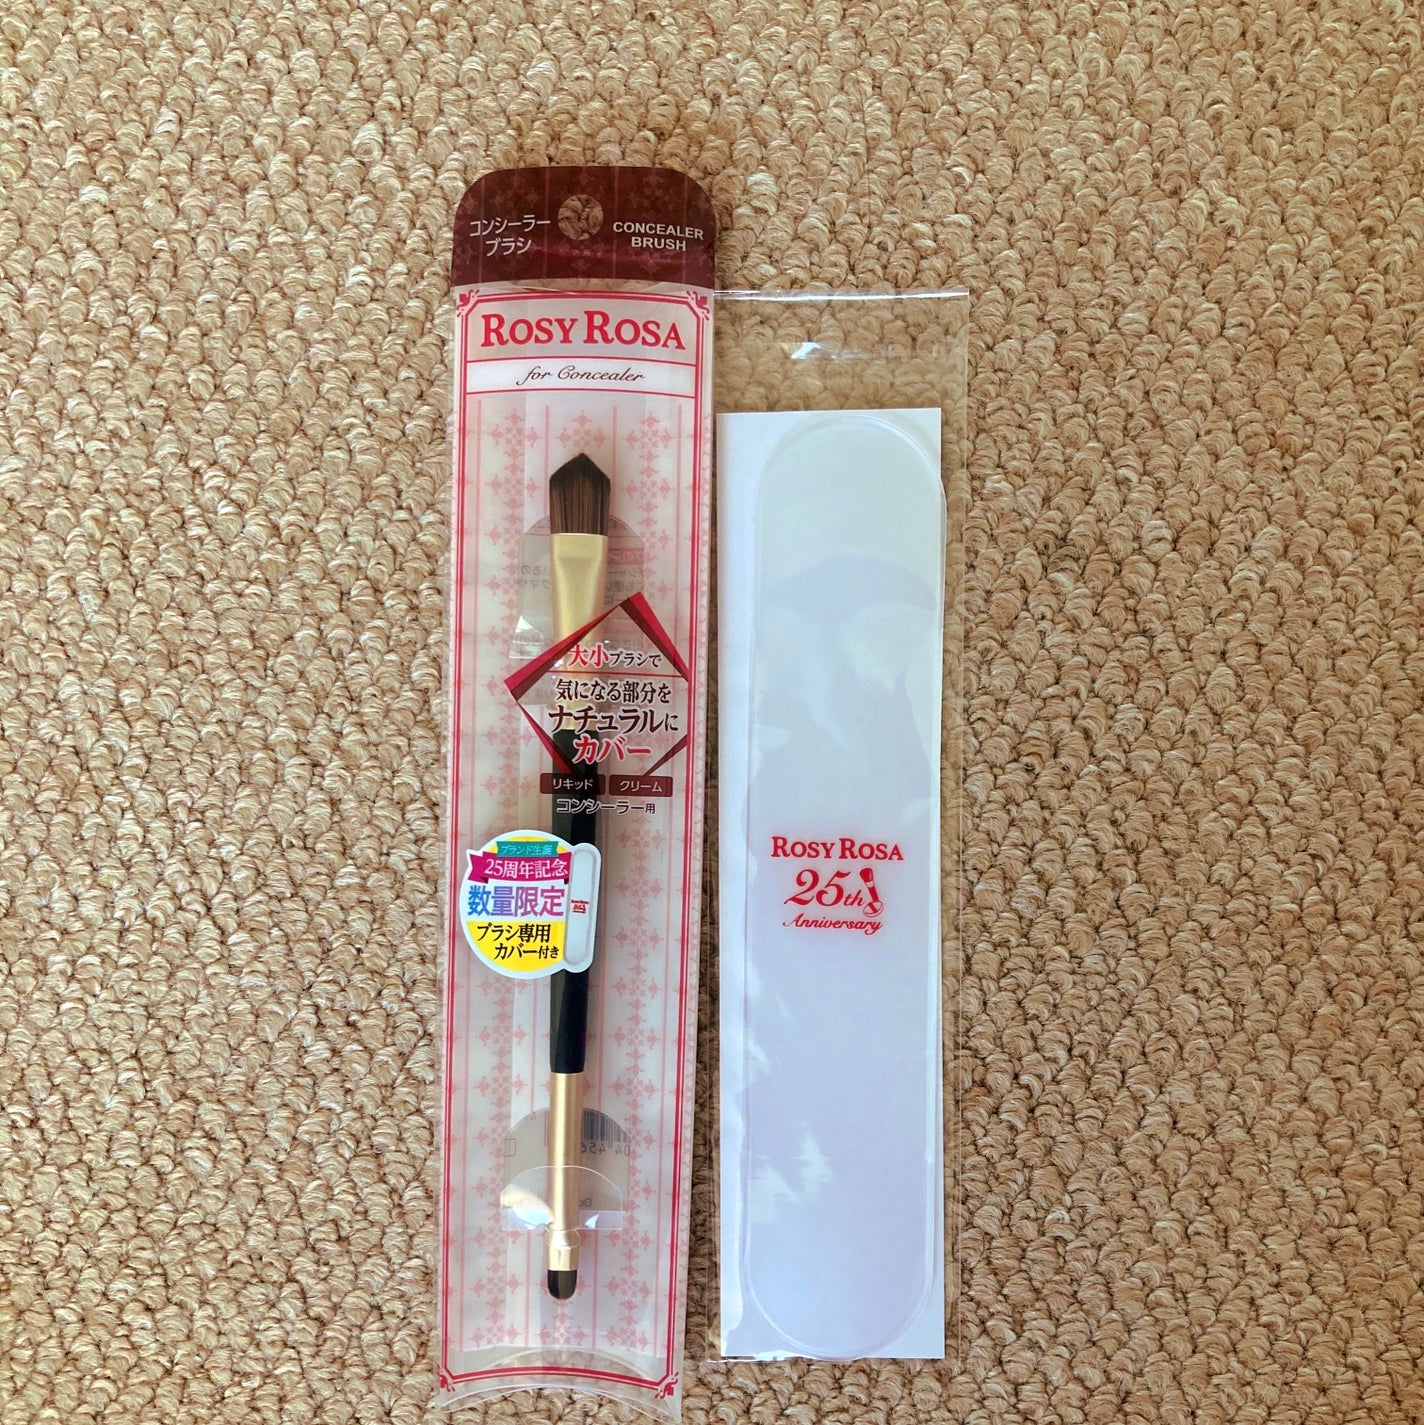 コンシーラー
ブラシ
CONCEALER
BRUSH
ROSY ROSA
for Concealer
大小ブラシで
気になる部分を
ナチュラルに
カバー
リキッド
クリーム
コンシーラー用
ブランド生誕
25周年記念
数量限定
ブラシ専用
カバー付き
ROSY ROSA
25th
Anniversary